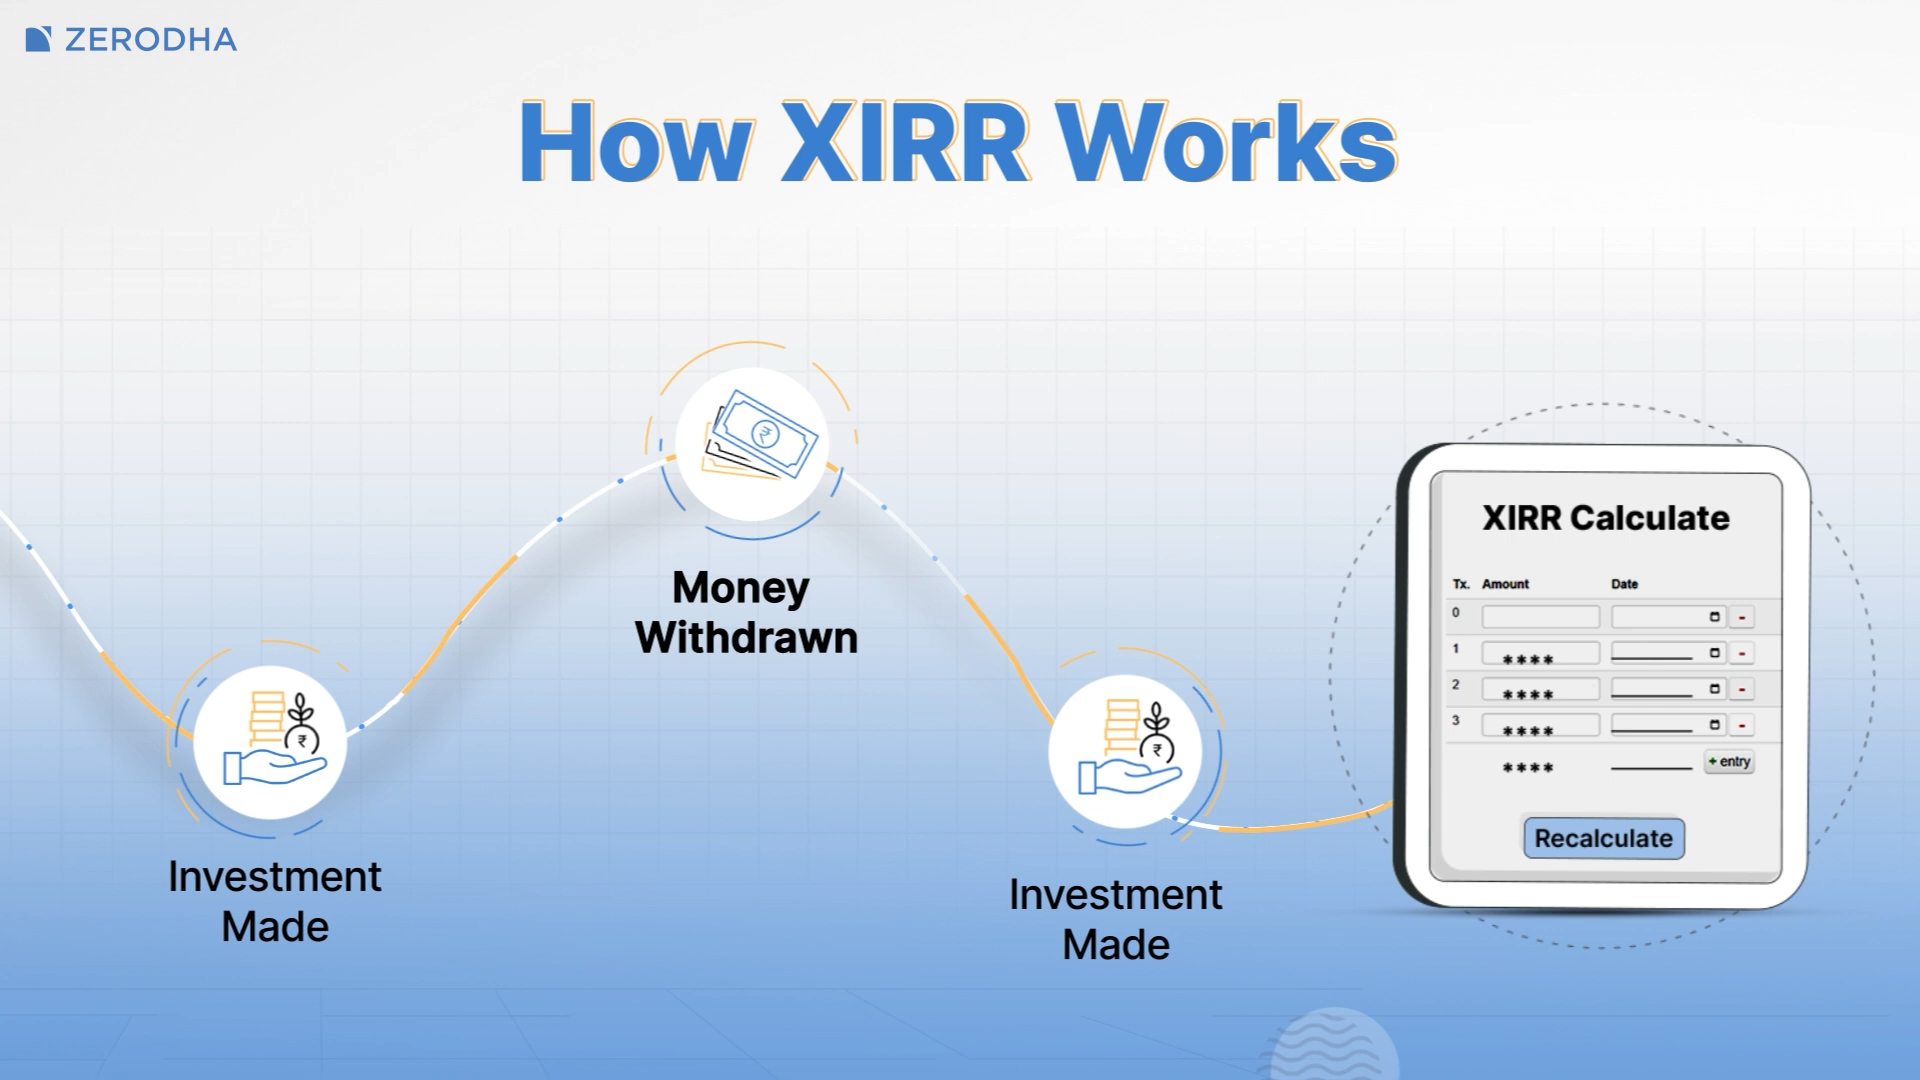 ZERODHA
How XIRR Works
Money
Withdrawn
Investment
Made
Investment
Made
XIRR Calculate
Tx. Amount Date
0 -
1 **** -
2 **** -
3 **** -
**** + entry
Recalculate